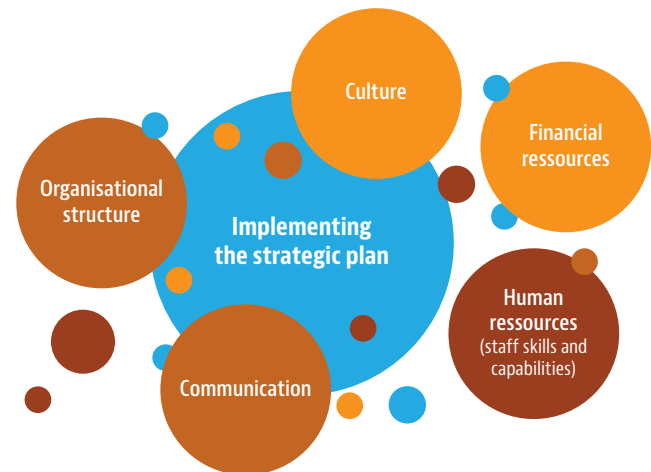 Culture
Financial
ressources
Organisational
structure
Implementing
the strategic plan
Human
ressources
(staff skills and
capabilities)
Communication